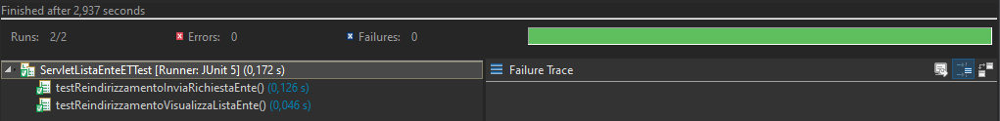 Finished after 2,937 seconds
Runs: 2/2 Errors: 0 Failures: 0
ServletListaEnteETTest [Runner: JUnit 5] (0,172 s)
testReindirizzamentoInviaRichiestaEnte() (0,126 s)
testReindirizzamentoVisualizzaListaEnte() (0,046 s)
Failure Trace